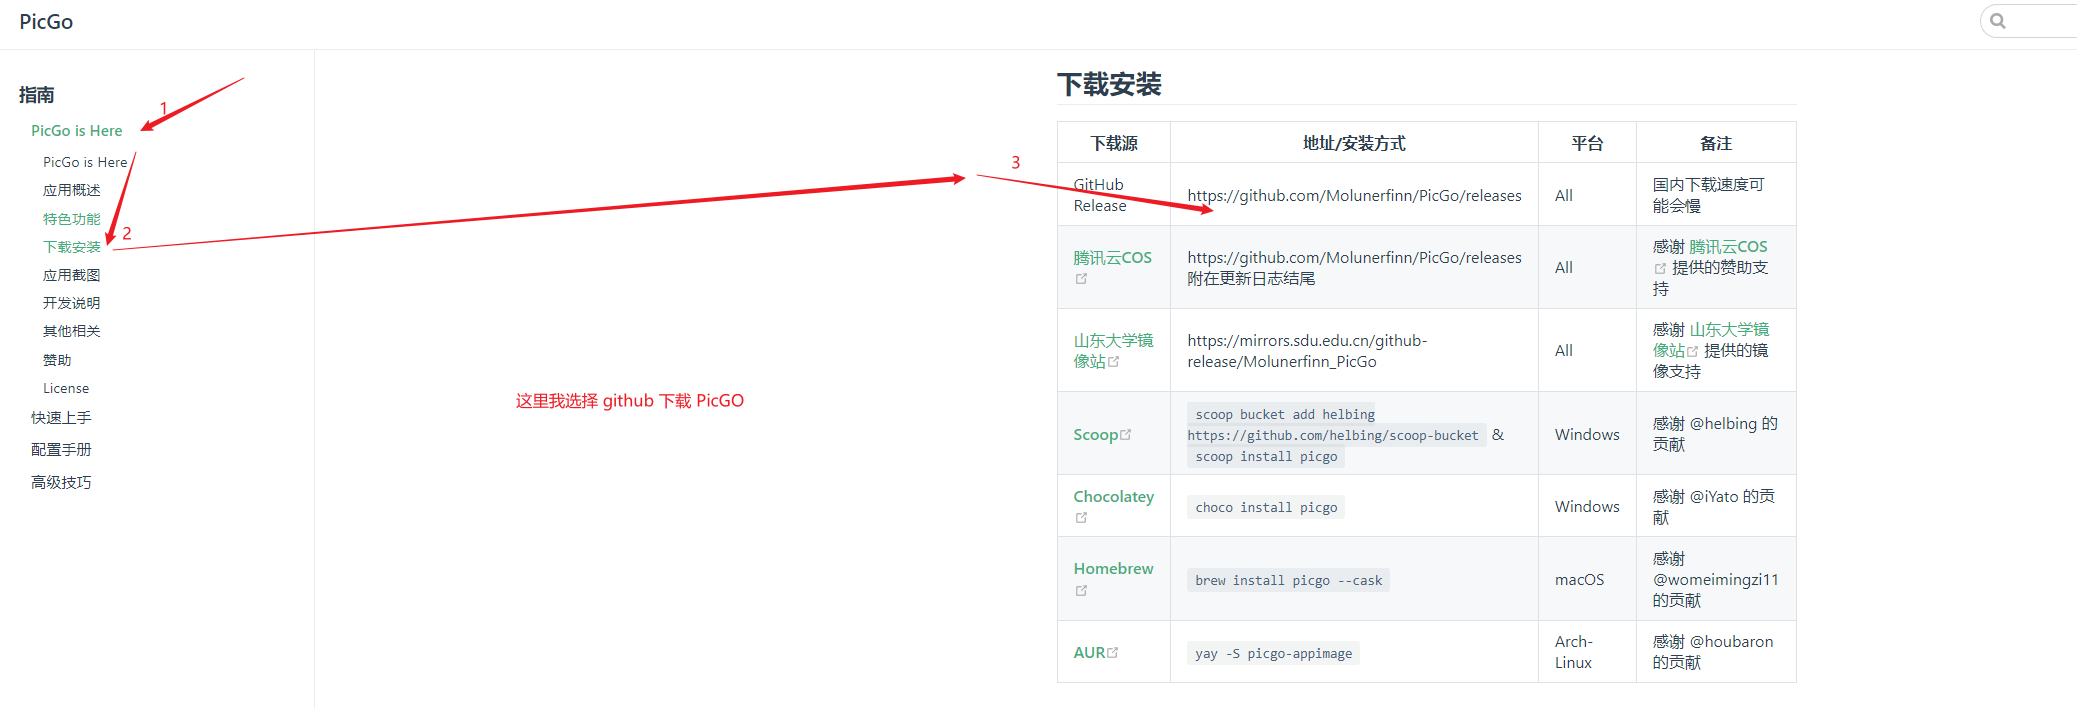 PicGo
指南
PicGo is Here
PicGo is Here
应用概述
特色功能
下载安装
应用截图
开发说明
其他相关
赞助
License
快速上手
配置手册
高级技巧
1
2
3
这里我选择 github 下载 PicGO
下载安装
下载源
地址/安装方式
平台
备注
GitHub
Release
https://github.com/Molunerfinn/PicGo/releases
All
国内下载速度可
能会慢
腾讯云COS
https://github.com/Molunerfinn/PicGo/releases
附在更新日志结尾
All
感谢 腾讯云COS
提供的赞助支
持
山东大学镜
像站
https://mirrors.sdu.edu.cn/github-
release/Molunerfinn_PicGo
All
感谢 山东大学镜
像站 提供的镜
像支持
Scoop
scoop bucket add helbing
https://github.com/helbing/scoop-bucket &
scoop install picgo
Windows
感谢 @helbing 的
贡献
Chocolatey
choco install picgo
Windows
感谢 @iYato 的贡
献
Homebrew
brew install picgo --cask
macOS
感谢
@womeimingzi11
的贡献
AUR
yay -S picgo-appimage
Arch-
Linux
感谢 @houbaron
的贡献